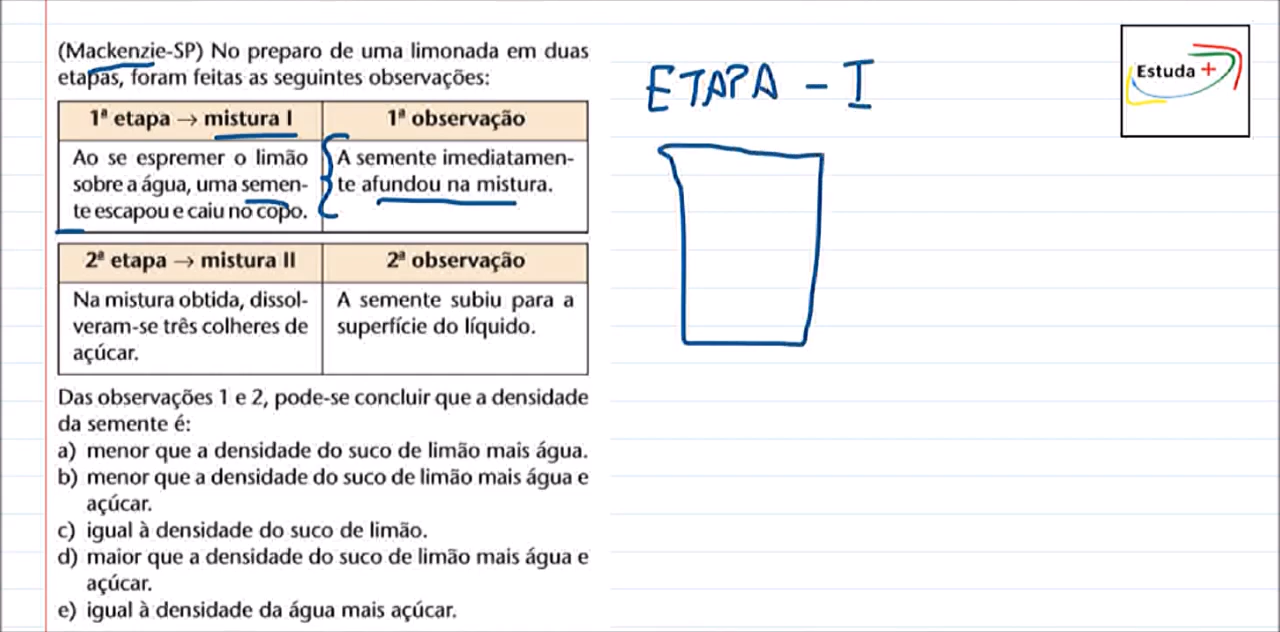 (Mackenzie-SP) No preparo de uma limonada em duas
etapas, foram feitas as seguintes observações:
1ª etapa → mistura I
1ª observação
Ao se espremer o limão
sobre a água, uma semen-
te escapou e caiu no copo.
A semente imediatamen-
te afundou na mistura.
2ª etapa → mistura II
2ª observação
Na mistura obtida, dissol-
veram-se três colheres de
açúcar.
A semente subiu para a
superfície do líquido.
Das observações 1 e 2, pode-se concluir que a densidade
da semente é:
a) menor que a densidade do suco de limão mais água.
b) menor que a densidade do suco de limão mais água e
açúcar.
c) igual à densidade do suco de limão.
d) maior que a densidade do suco de limão mais água e
açúcar.
e) igual à densidade da água mais açúcar.
ETAPA - I
Estuda +